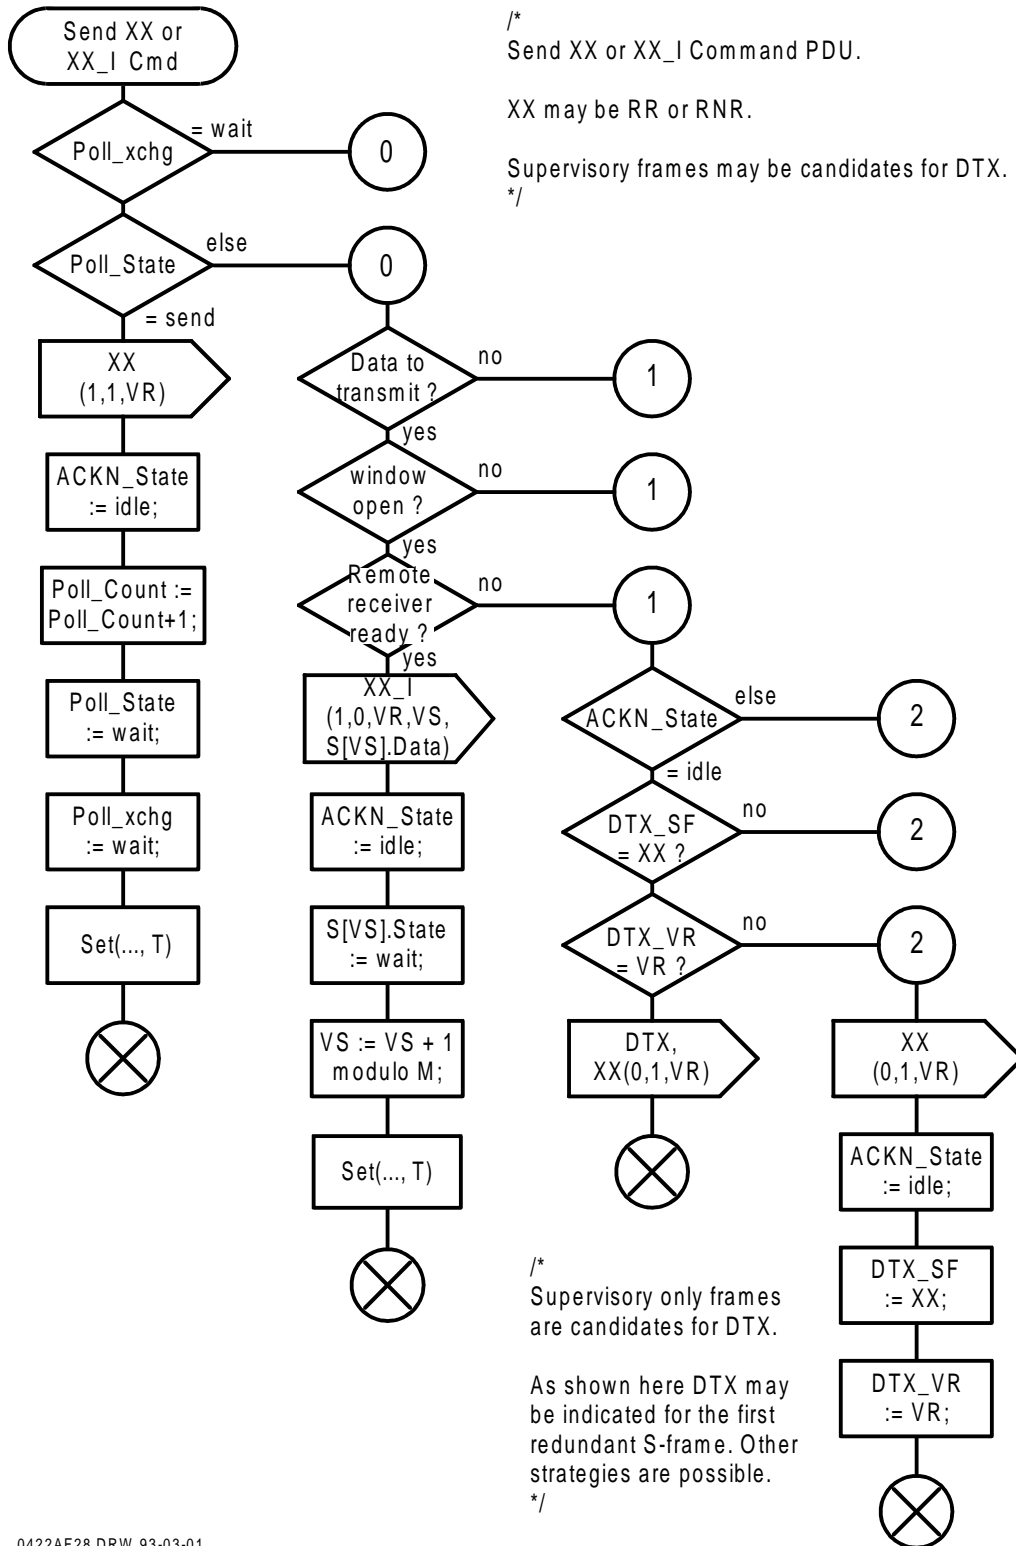 Send XX or
XX_I Cmd
/*
Send XX or XX_I Command PDU.
XX may be RR or RNR.
Supervisory frames may be candidates for DTX.
*/
Poll_xchg
= wait
0
Poll_State
else
0
= send
XX
(1,1,VR)
ACKN_State
:= idle;
Poll_Count :=
Poll_Count+1;
Poll_State
:= wait;
Poll_xchg
:= wait;
Set(..., T)
Data to
transmit ?
no
1
yes
window
open ?
no
1
yes
Remote
receiver
ready ?
no
1
yes
XX_I
(1,0,VR,VS,
S[VS].Data)
ACKN_State
:= idle;
S[VS].State
:= wait;
VS := VS + 1
modulo M;
Set(..., T)
ACKN_State
else
2
= idle
DTX_SF
= XX ?
no
2
DTX_VR
= VR ?
no
2
DTX,
XX(0,1,VR)
XX
(0,1,VR)
ACKN_State
:= idle;
DTX_SF
:= XX;
DTX_VR
:= VR;
/*
Supervisory only frames
are candidates for DTX.
As shown here DTX may
be indicated for the first
redundant S-frame. Other
strategies are possible.
*/
0422AF28.DRW 93-03-01